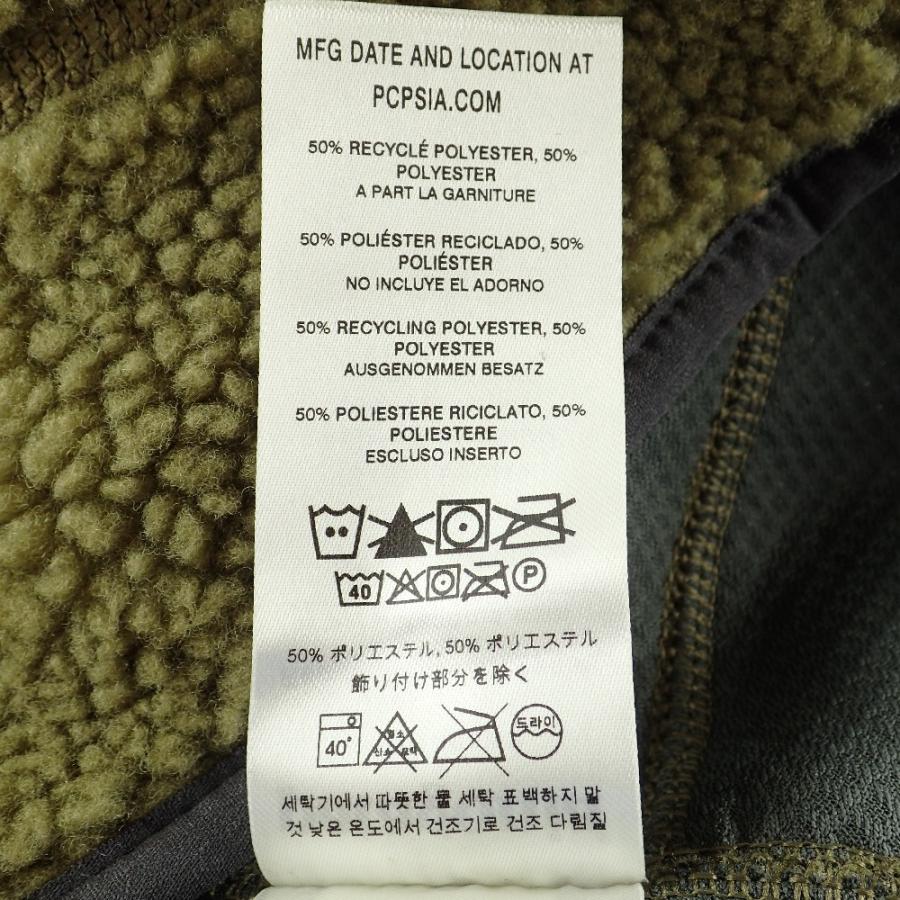 MFG DATE AND LOCATION AT
PCPSIA.COM
50% RECYCLÉ POLYESTER, 50%
POLYESTER
A PART LA GARNITURE
50% POLIÉSTER RECICLADO, 50%
POLIÉSTER
NO INCLUYE EL ADORNO
50% RECYCLING POLYESTER, 50%
POLYESTER
AUSGENOMMEN BESATZ
50% POLIESTERE RICICLATO, 50%
POLIESTERE
ESCLUSO INSERTO
40 P
50% ポリエステル, 50% ポリエステル
飾り付け部分を除く
40° 드라이
세탁기에서 따뜻한 물 세탁 표백하지 말
것 낮은 온도에서 건조기로 건조 다림질